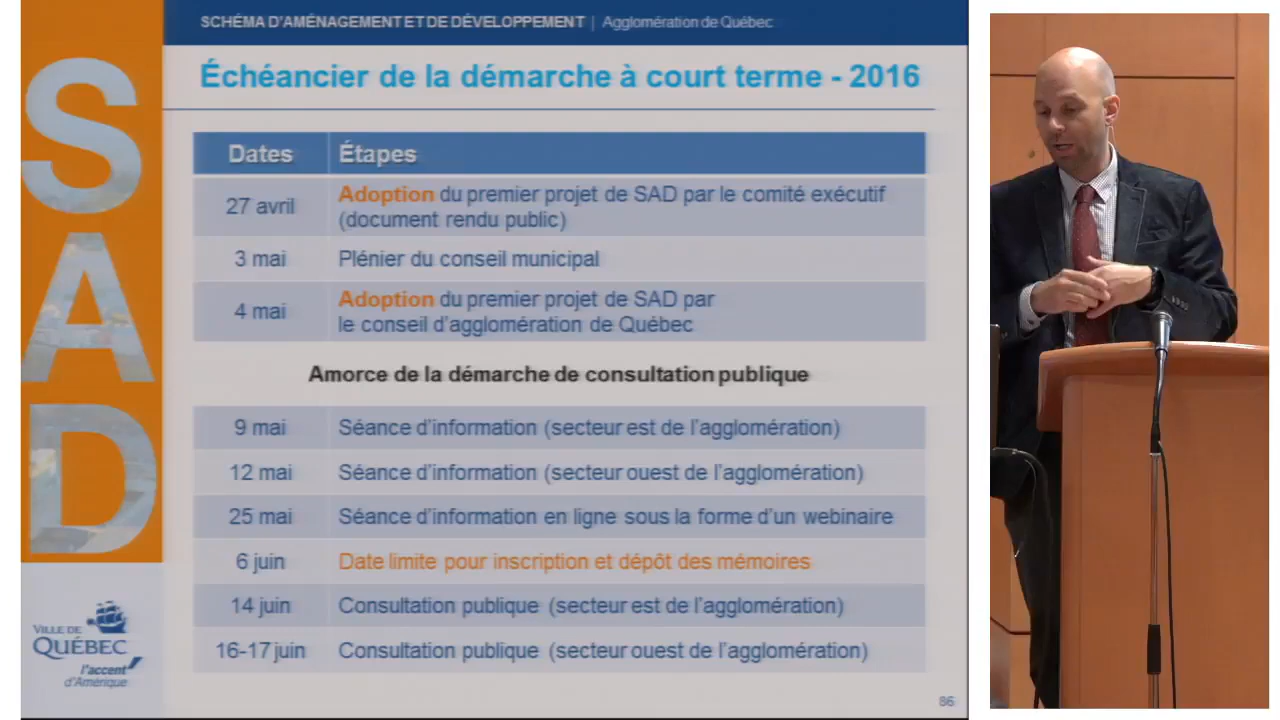 SCHÉMA D'AMÉNAGEMENT ET DE DÉVELOPPEMENT | Agglomération de Québec
Échéancier de la démarche à court terme - 2016
SAD
Dates Étapes
27 avril Adoption du premier projet de SAD par le comité exécutif
(document rendu public)
3 mai Plénier du conseil municipal
4 mai Adoption du premier projet de SAD par
le conseil d'agglomération de Québec
Amorce de la démarche de consultation publique
9 mai Séance d'information (secteur est de l'agglomération)
12 mai Séance d'information (secteur ouest de l'agglomération)
25 mai Séance d'information en ligne sous la forme d'un webinaire
6 juin Date limite pour inscription et dépôt des mémoires
14 juin Consultation publique (secteur est de l'agglomération)
16-17 juin Consultation publique (secteur ouest de l'agglomération)
VILLE DE
QUÉBEC
l'accent
d'Amérique
86